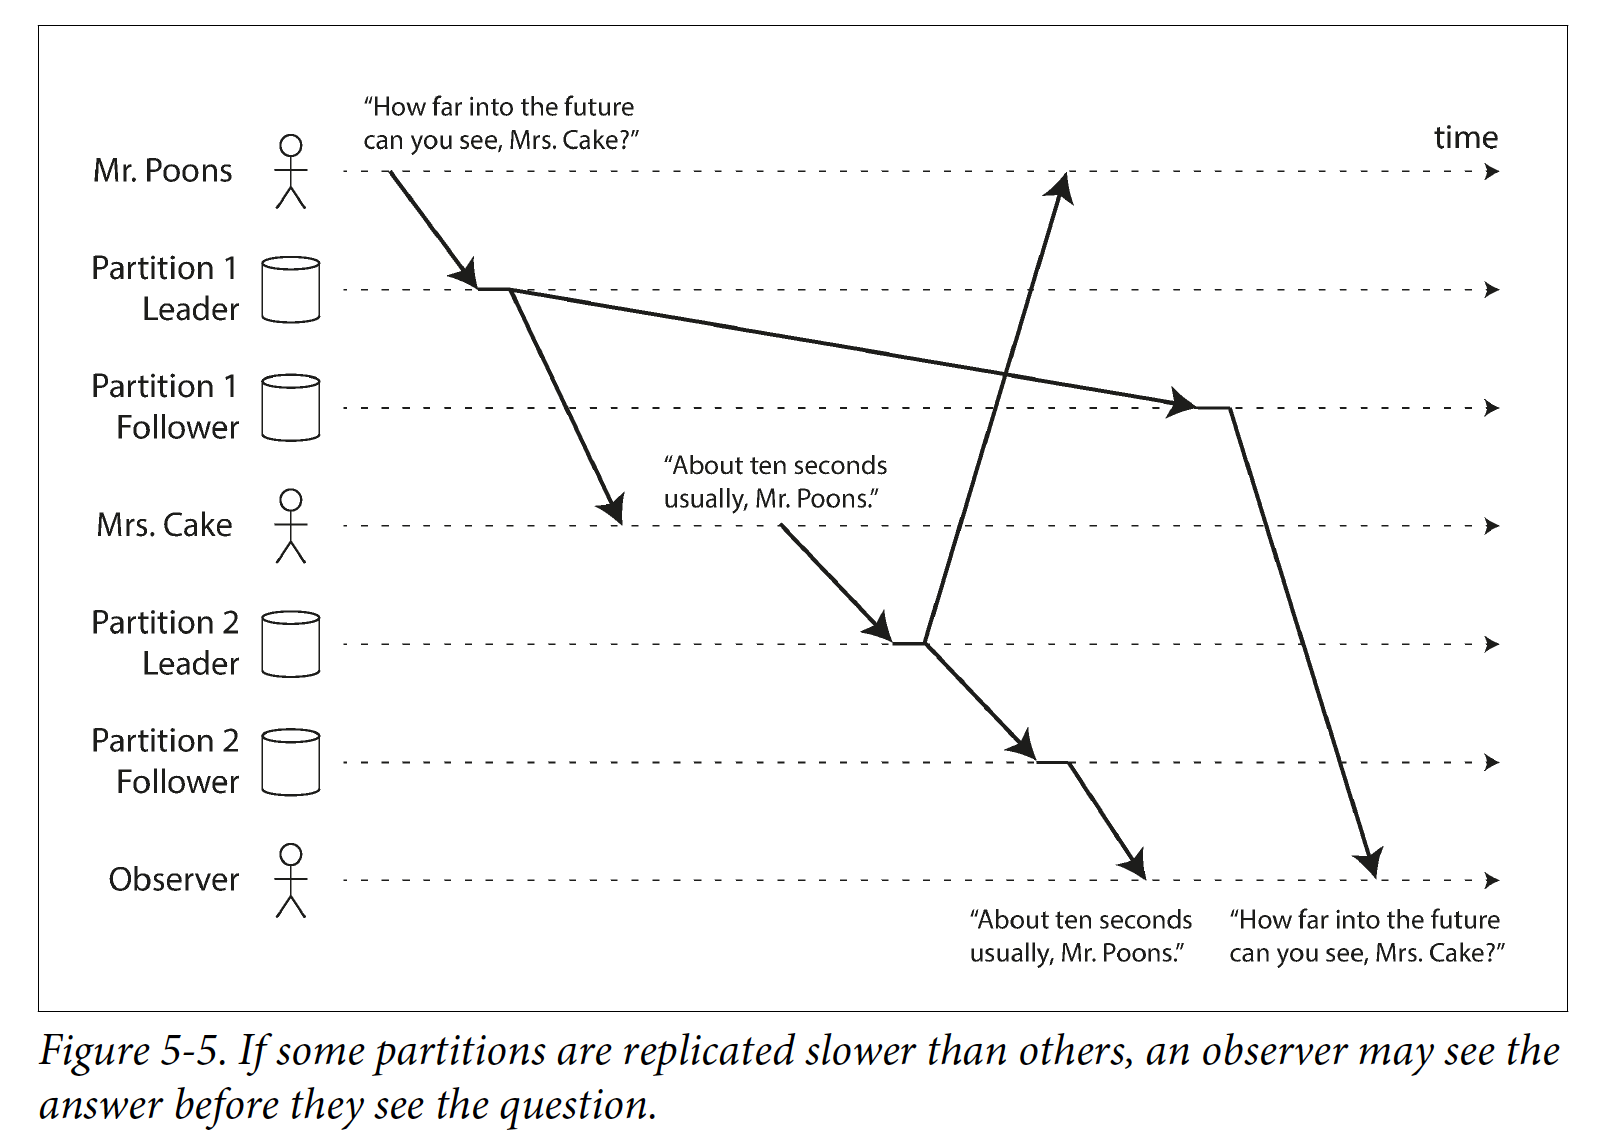 “How far into the future
can you see, Mrs. Cake?”
time
Mr. Poons
Partition 1
Leader
Partition 1
Follower
“About ten seconds
usually, Mr. Poons.”
Mrs. Cake
Partition 2
Leader
Partition 2
Follower
Observer
“About ten seconds
usually, Mr. Poons.”
“How far into the future
can you see, Mrs. Cake?”
Figure 5-5. If some partitions are replicated slower than others, an observer may see the
answer before they see the question.